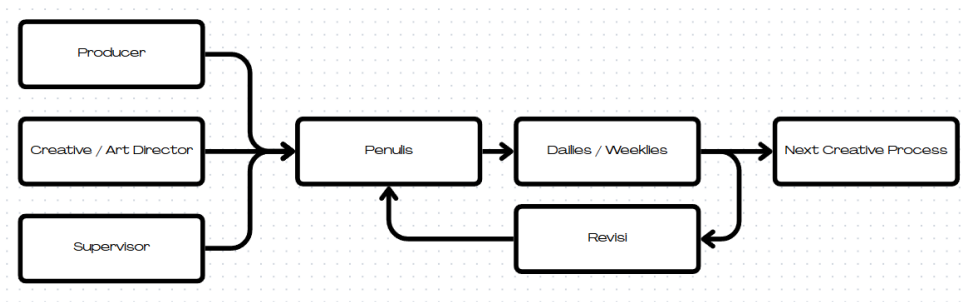 Producer
Creative / Art Director
Supervisor
Penulis
Dailies / Weeklies
Next Creative Process
Revisi